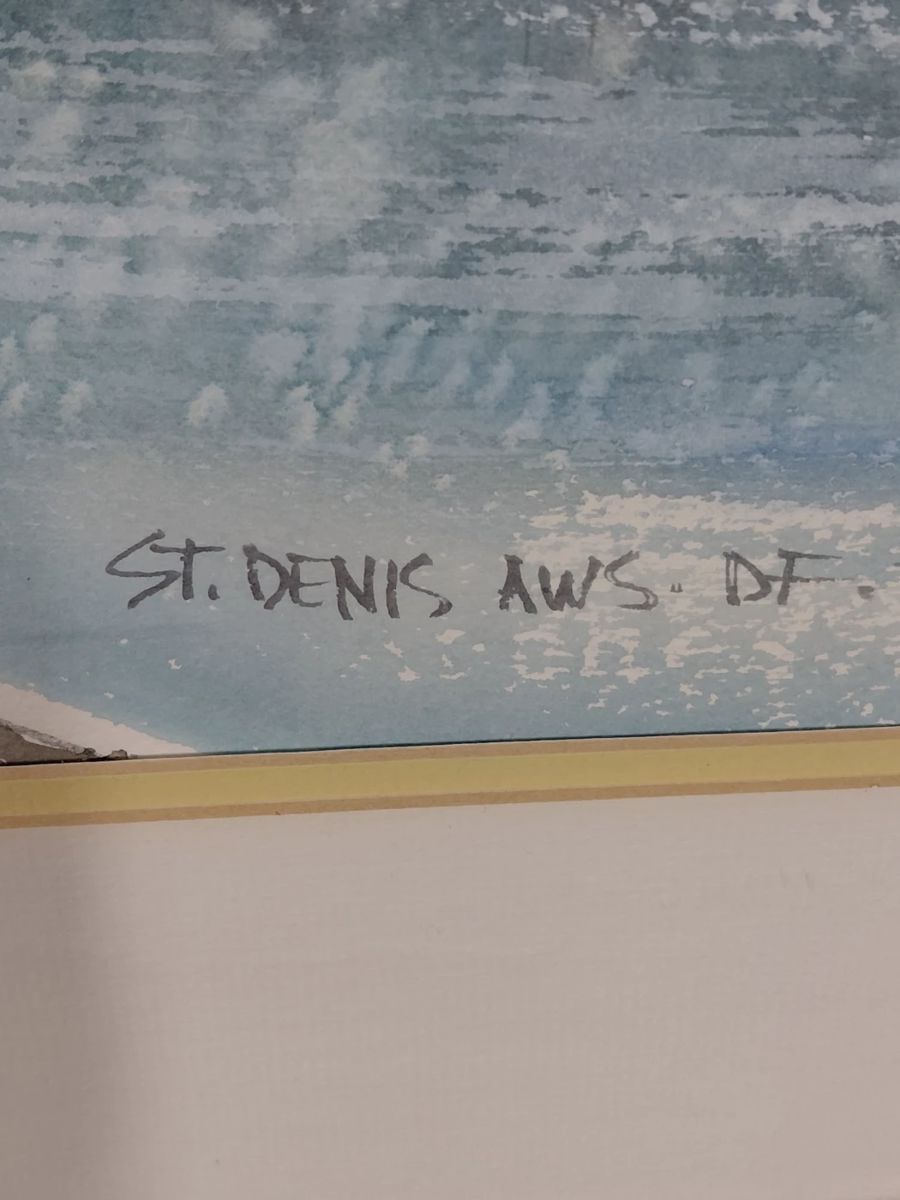 ST. DENIS AWS. DF.